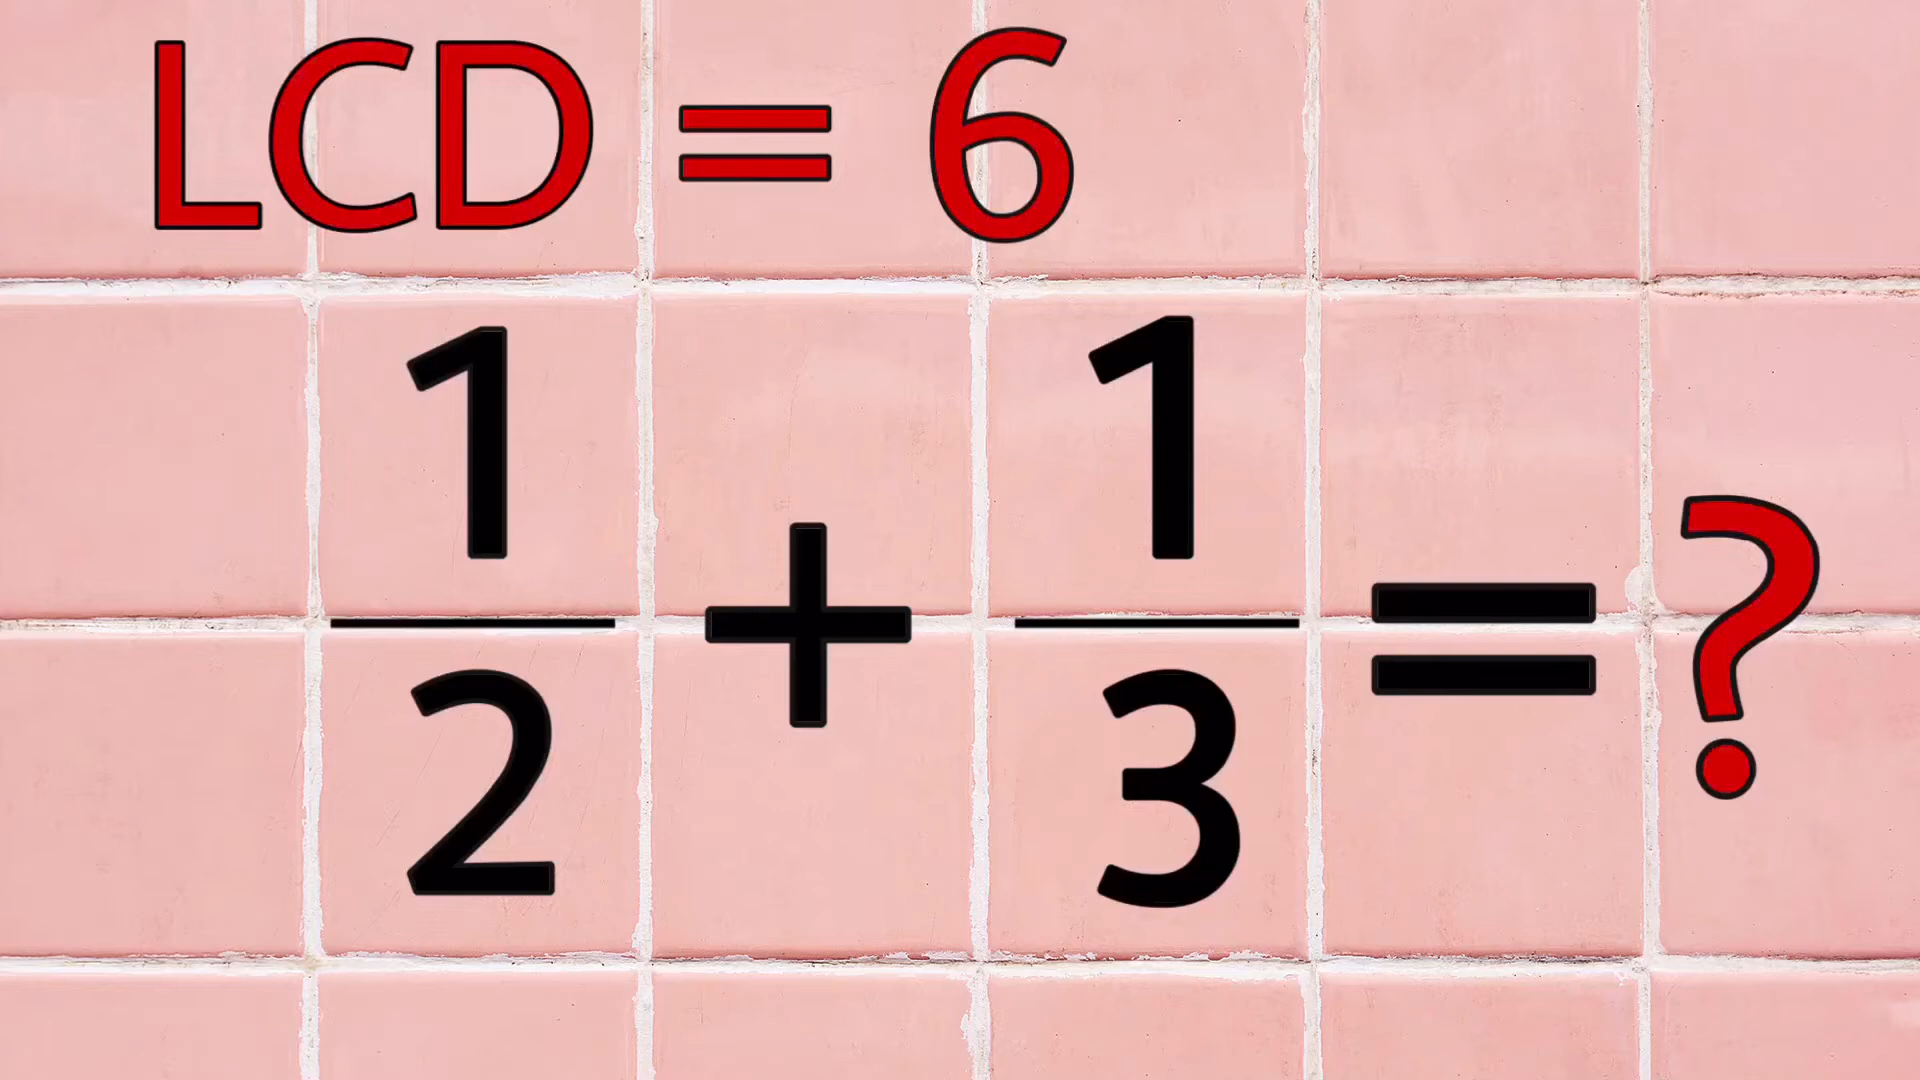 LCD = 6
1/2 + 1/3 = ?